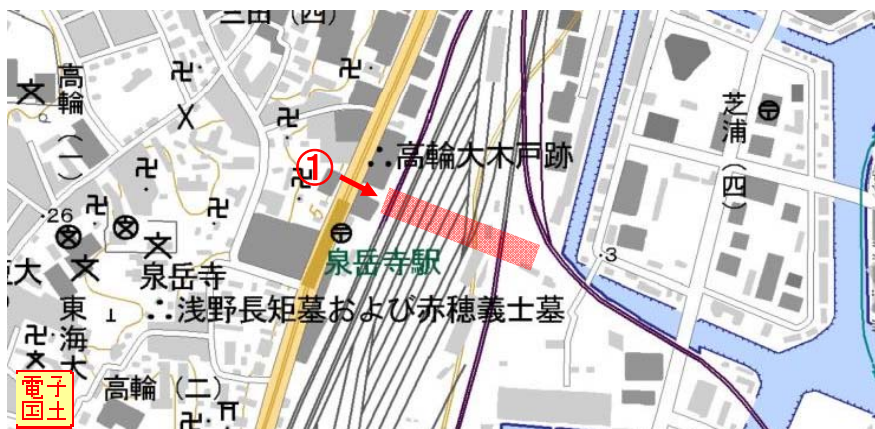 三田（四）
高輪（一）
芝浦（四）
①
高輪大木戸跡
26
泉岳寺駅
3
大
泉岳寺
浅野長矩墓および赤穂義士墓
東海大
高輪（二）
5
電子
国土